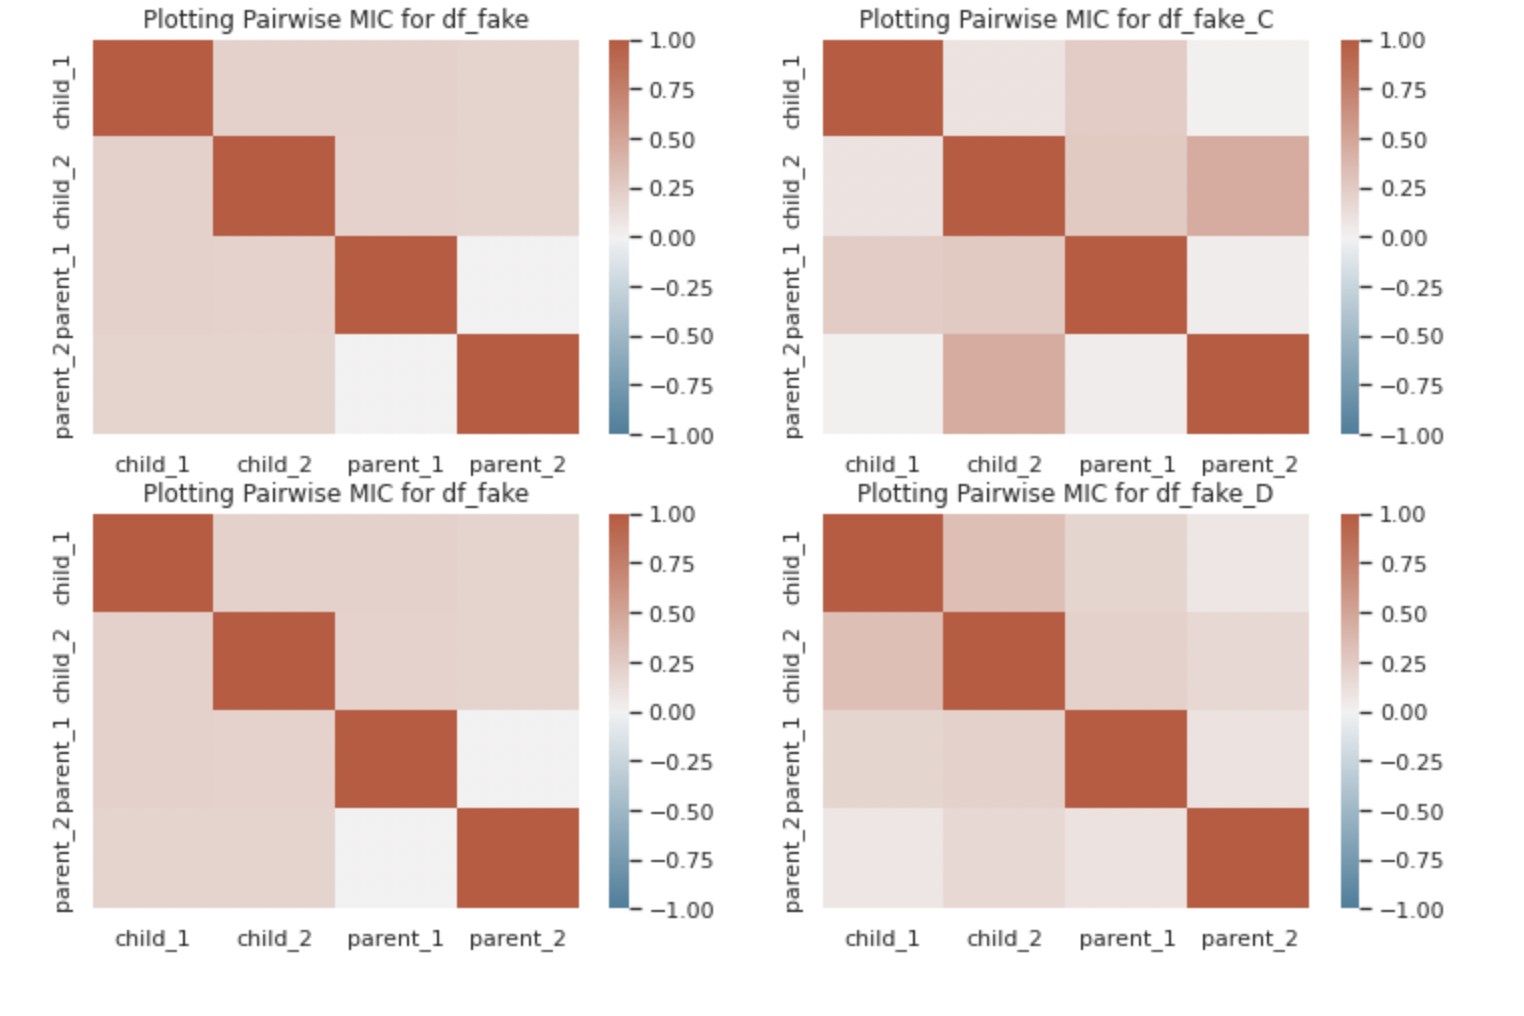 Plotting Pairwise MIC for df_fake
child_1
child_2
parent_1
parent_2
1.00
0.75
0.50
0.25
0.00
−0.25
−0.50
−0.75
−1.00
child_1 child_2 parent_1 parent_2
Plotting Pairwise MIC for df_fake_C
child_1
child_2
parent_1
parent_2
1.00
0.75
0.50
0.25
0.00
−0.25
−0.50
−0.75
−1.00
child_1 child_2 parent_1 parent_2
Plotting Pairwise MIC for df_fake
child_1
child_2
parent_1
parent_2
1.00
0.75
0.50
0.25
0.00
−0.25
−0.50
−0.75
−1.00
child_1 child_2 parent_1 parent_2
Plotting Pairwise MIC for df_fake_D
child_1
child_2
parent_1
parent_2
1.00
0.75
0.50
0.25
0.00
−0.25
−0.50
−0.75
−1.00
child_1 child_2 parent_1 parent_2